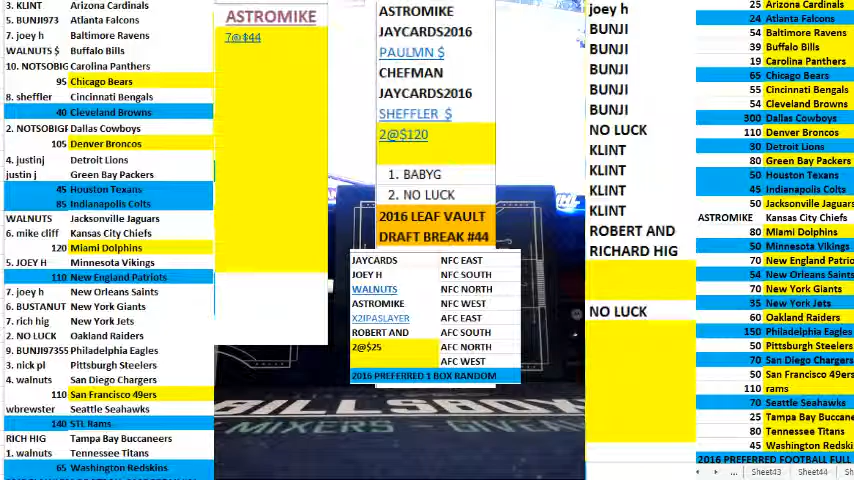 3. KLINT Arizona Cardinals
5. BUNJI973 Atlanta Falcons
7. joey h Baltimore Ravens
WALNUTS $ Buffalo Bills
10. NOTSOBIG Carolina Panthers
95 Chicago Bears
8. sheffler Cincinnati Bengals
40 Cleveland Browns
2. NOTSOBIGF Dallas Cowboys
105 Denver Broncos
4. justinj Detroit Lions
justin j Green Bay Packers
45 Houston Texans
85 Indianapolis Colts
WALNUTS Jacksonville Jaguars
6. mike cliff Kansas City Chiefs
120 Miami Dolphins
5. JOEY H Minnesota Vikings
110 New England Patriots
7. joey h New Orleans Saints
6. BUSTANUT New York Giants
7. rich hig New York Jets
2. NO LUCK Oakland Raiders
9. BUNJI97355 Philadelphia Eagles
3. nick pl Pittsburgh Steelers
4. walnuts San Diego Chargers
110 San Francisco 49ers
wbrewster Seattle Seahawks
140 STL Rams
RICH HIG Tampa Bay Buccaneers
1. walnuts Tennessee Titans
65 Washington Redskins
ASTROMIKE
7@$44
ASTROMIKE
JAYCARDS2016
PAULMN $
CHEFMAN
JAYCARDS2016
SHEFFLER $
2@$120
1. BABYG
2. NO LUCK
2016 LEAF VAULT
DRAFT BREAK #44
JAYCARDS NFC EAST
JOEY H NFC SOUTH
WALNUTS NFC NORTH
ASTROMIKE NFC WEST
X2IPASLAYER AFC EAST
ROBERT AND AFC SOUTH
2@$25 AFC NORTH
AFC WEST
2016 PREFERRED 1 BOX RANDOM
BILLSBO
MIXERS - GIV
joey h
BUNJI
BUNJI
BUNJI
BUNJI
BUNJI
NO LUCK
KLINT
KLINT
KLINT
KLINT
ROBERT AND
RICHARD HIG
NO LUCK
25 Arizona Cardinals
24 Atlanta Falcons
54 Baltimore Ravens
39 Buffalo Bills
19 Carolina Panthers
65 Chicago Bears
55 Cincinnati Bengals
54 Cleveland Browns
300 Dallas Cowboys
110 Denver Broncos
30 Detroit Lions
80 Green Bay Packers
50 Houston Texans
45 Indianapolis Colts
50 Jacksonville Jaguars
ASTROMIKE Kansas City Chiefs
80 Miami Dolphins
50 Minnesota Vikings
70 New England Patrio
54 New Orleans Saints
70 New York Giants
35 New York Jets
60 Oakland Raiders
150 Philadelphia Eagles
50 Pittsburgh Steelers
70 San Diego Chargers
50 San Francisco 49ers
110 rams
70 Seattle Seahawks
25 Tampa Bay Buccane
80 Tennessee Titans
45 Washington Redskins
2016 PREFERRED FOOTBALL FULL
... Sheet43 Sheet44 Sh